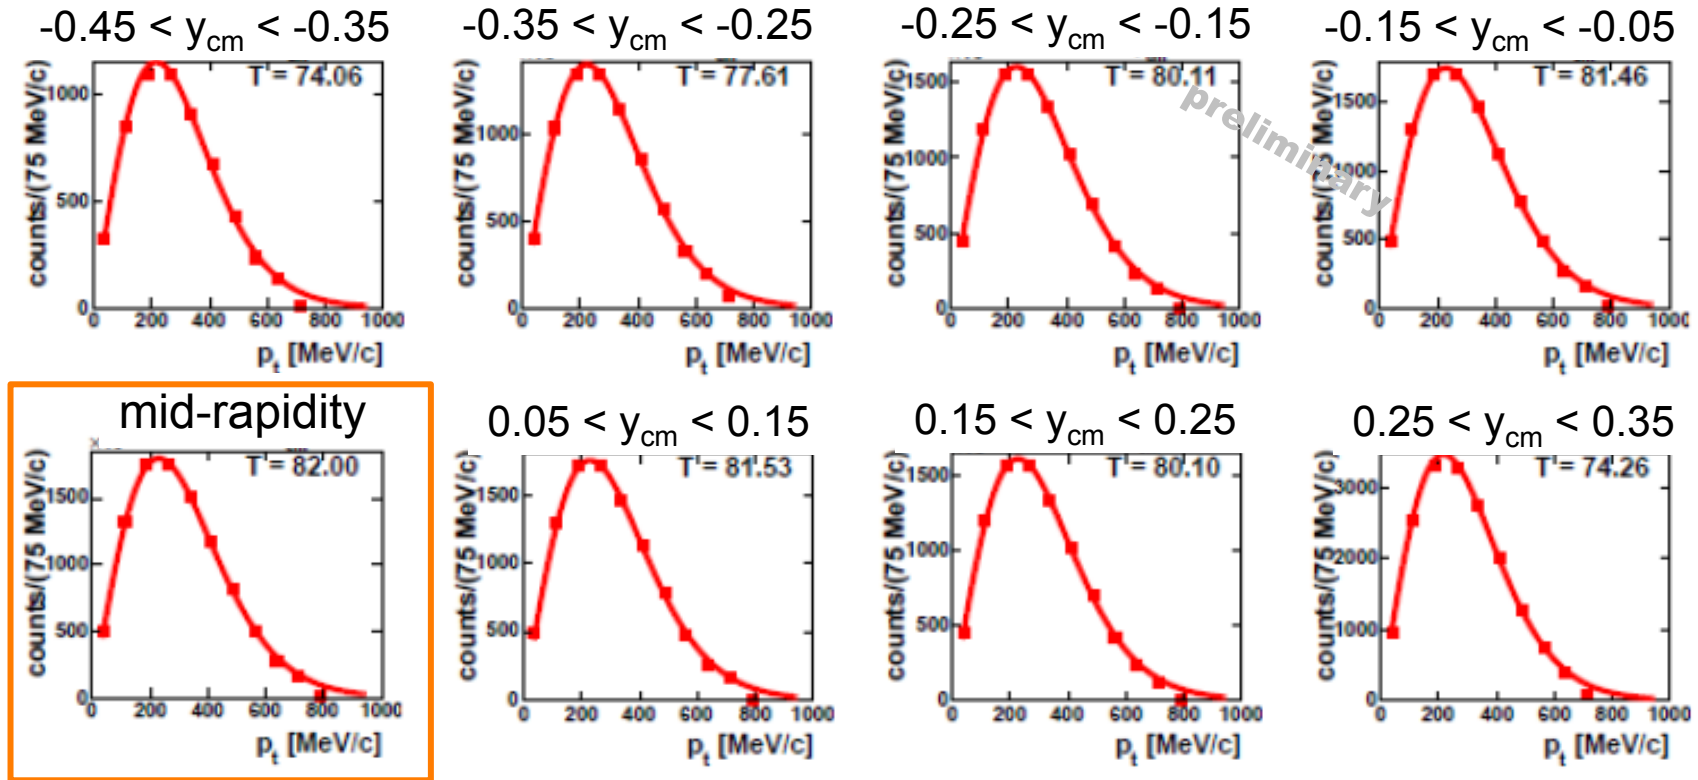 -0.45 < ycm < -0.35
-0.35 < ycm < -0.25
-0.25 < ycm < -0.15
-0.15 < ycm < -0.05
T = 74.06
counts/(75 MeV/c)
1000
500
0
0 200 400 600 800 1000
pt [MeV/c]
T = 77.61
counts/(75 MeV/c)
1000
500
0
0 200 400 600 800 1000
pt [MeV/c]
T = 80.11
counts/(75 MeV/c)
1500
1000
500
0
0 200 400 600 800 1000
pt [MeV/c]
T = 81.46
counts/(75 MeV/c)
1500
1000
500
0
0 200 400 600 800 1000
pt [MeV/c]
preliminary
mid-rapidity
0.05 < ycm < 0.15
0.15 < ycm < 0.25
0.25 < ycm < 0.35
T = 82.00
counts/(75 MeV/c)
1500
1000
500
0
0 200 400 600 800 1000
pt [MeV/c]
T = 81.53
counts/(75 MeV/c)
1500
1000
500
0
0 200 400 600 800 1000
pt [MeV/c]
T = 80.10
counts/(75 MeV/c)
1500
1000
500
0
0 200 400 600 800 1000
pt [MeV/c]
T = 74.26
counts/(75 MeV/c)
3000
2000
1000
0
0 200 400 600 800 1000
pt [MeV/c]